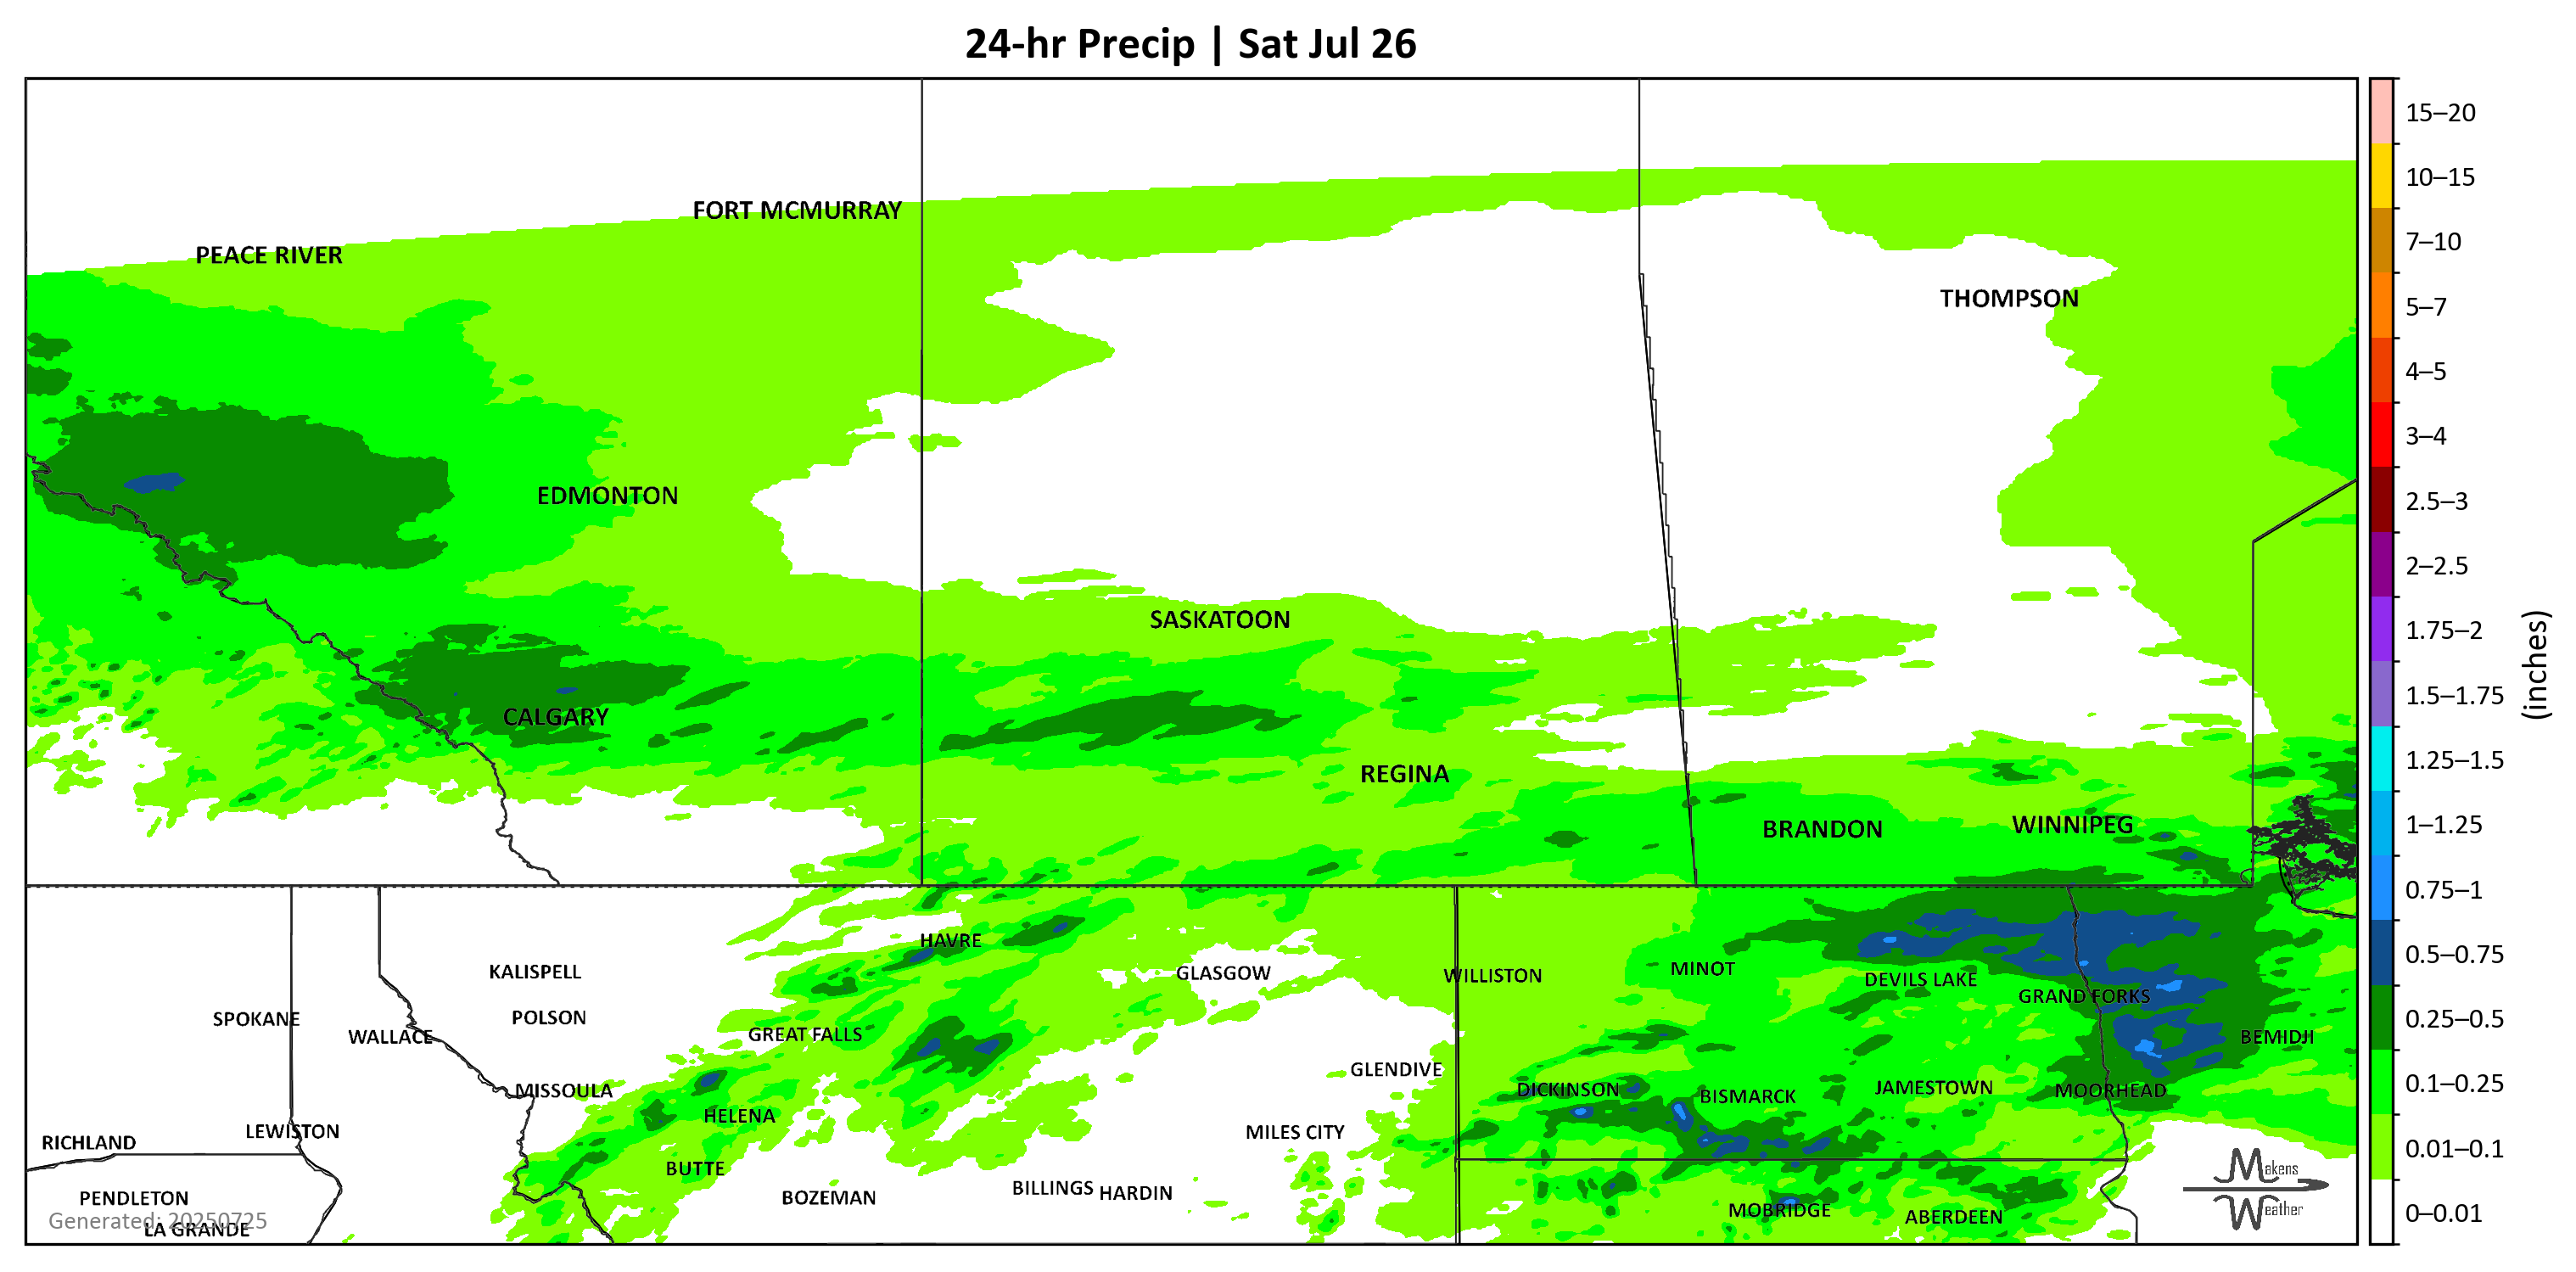 24-hr Precip | Sat Jul 26
FORT MCMURRAY
PEACE RIVER
THOMPSON
EDMONTON
SASKATOON
CALGARY
REGINA
BRANDON
WINNIPEG
HAVRE
KALISPELL
GLASGOW
WILLISTON
MINOT
DEVILS LAKE
GRAND FORKS
SPOKANE
POLSON
WALLACE
GREAT FALLS
BEMIDJI
GLENDIVE
MISSOULA
DICKINSON
BISMARCK
JAMESTOWN
MOORHEAD
HELENA
RICHLAND
LEWISTON
MILES CITY
BUTTE
PENDLETON
BOZEMAN
BILLINGS
HARDIN
MOBRIDGE
ABERDEEN
Generated: 20250725
LA GRANDE
Makens
Weather
15–20
10–15
7–10
5–7
4–5
3–4
2.5–3
2–2.5
1.75–2
1.5–1.75
1.25–1.5
1–1.25
0.75–1
0.5–0.75
0.25–0.5
0.1–0.25
0.01–0.1
0–0.01
(inches)